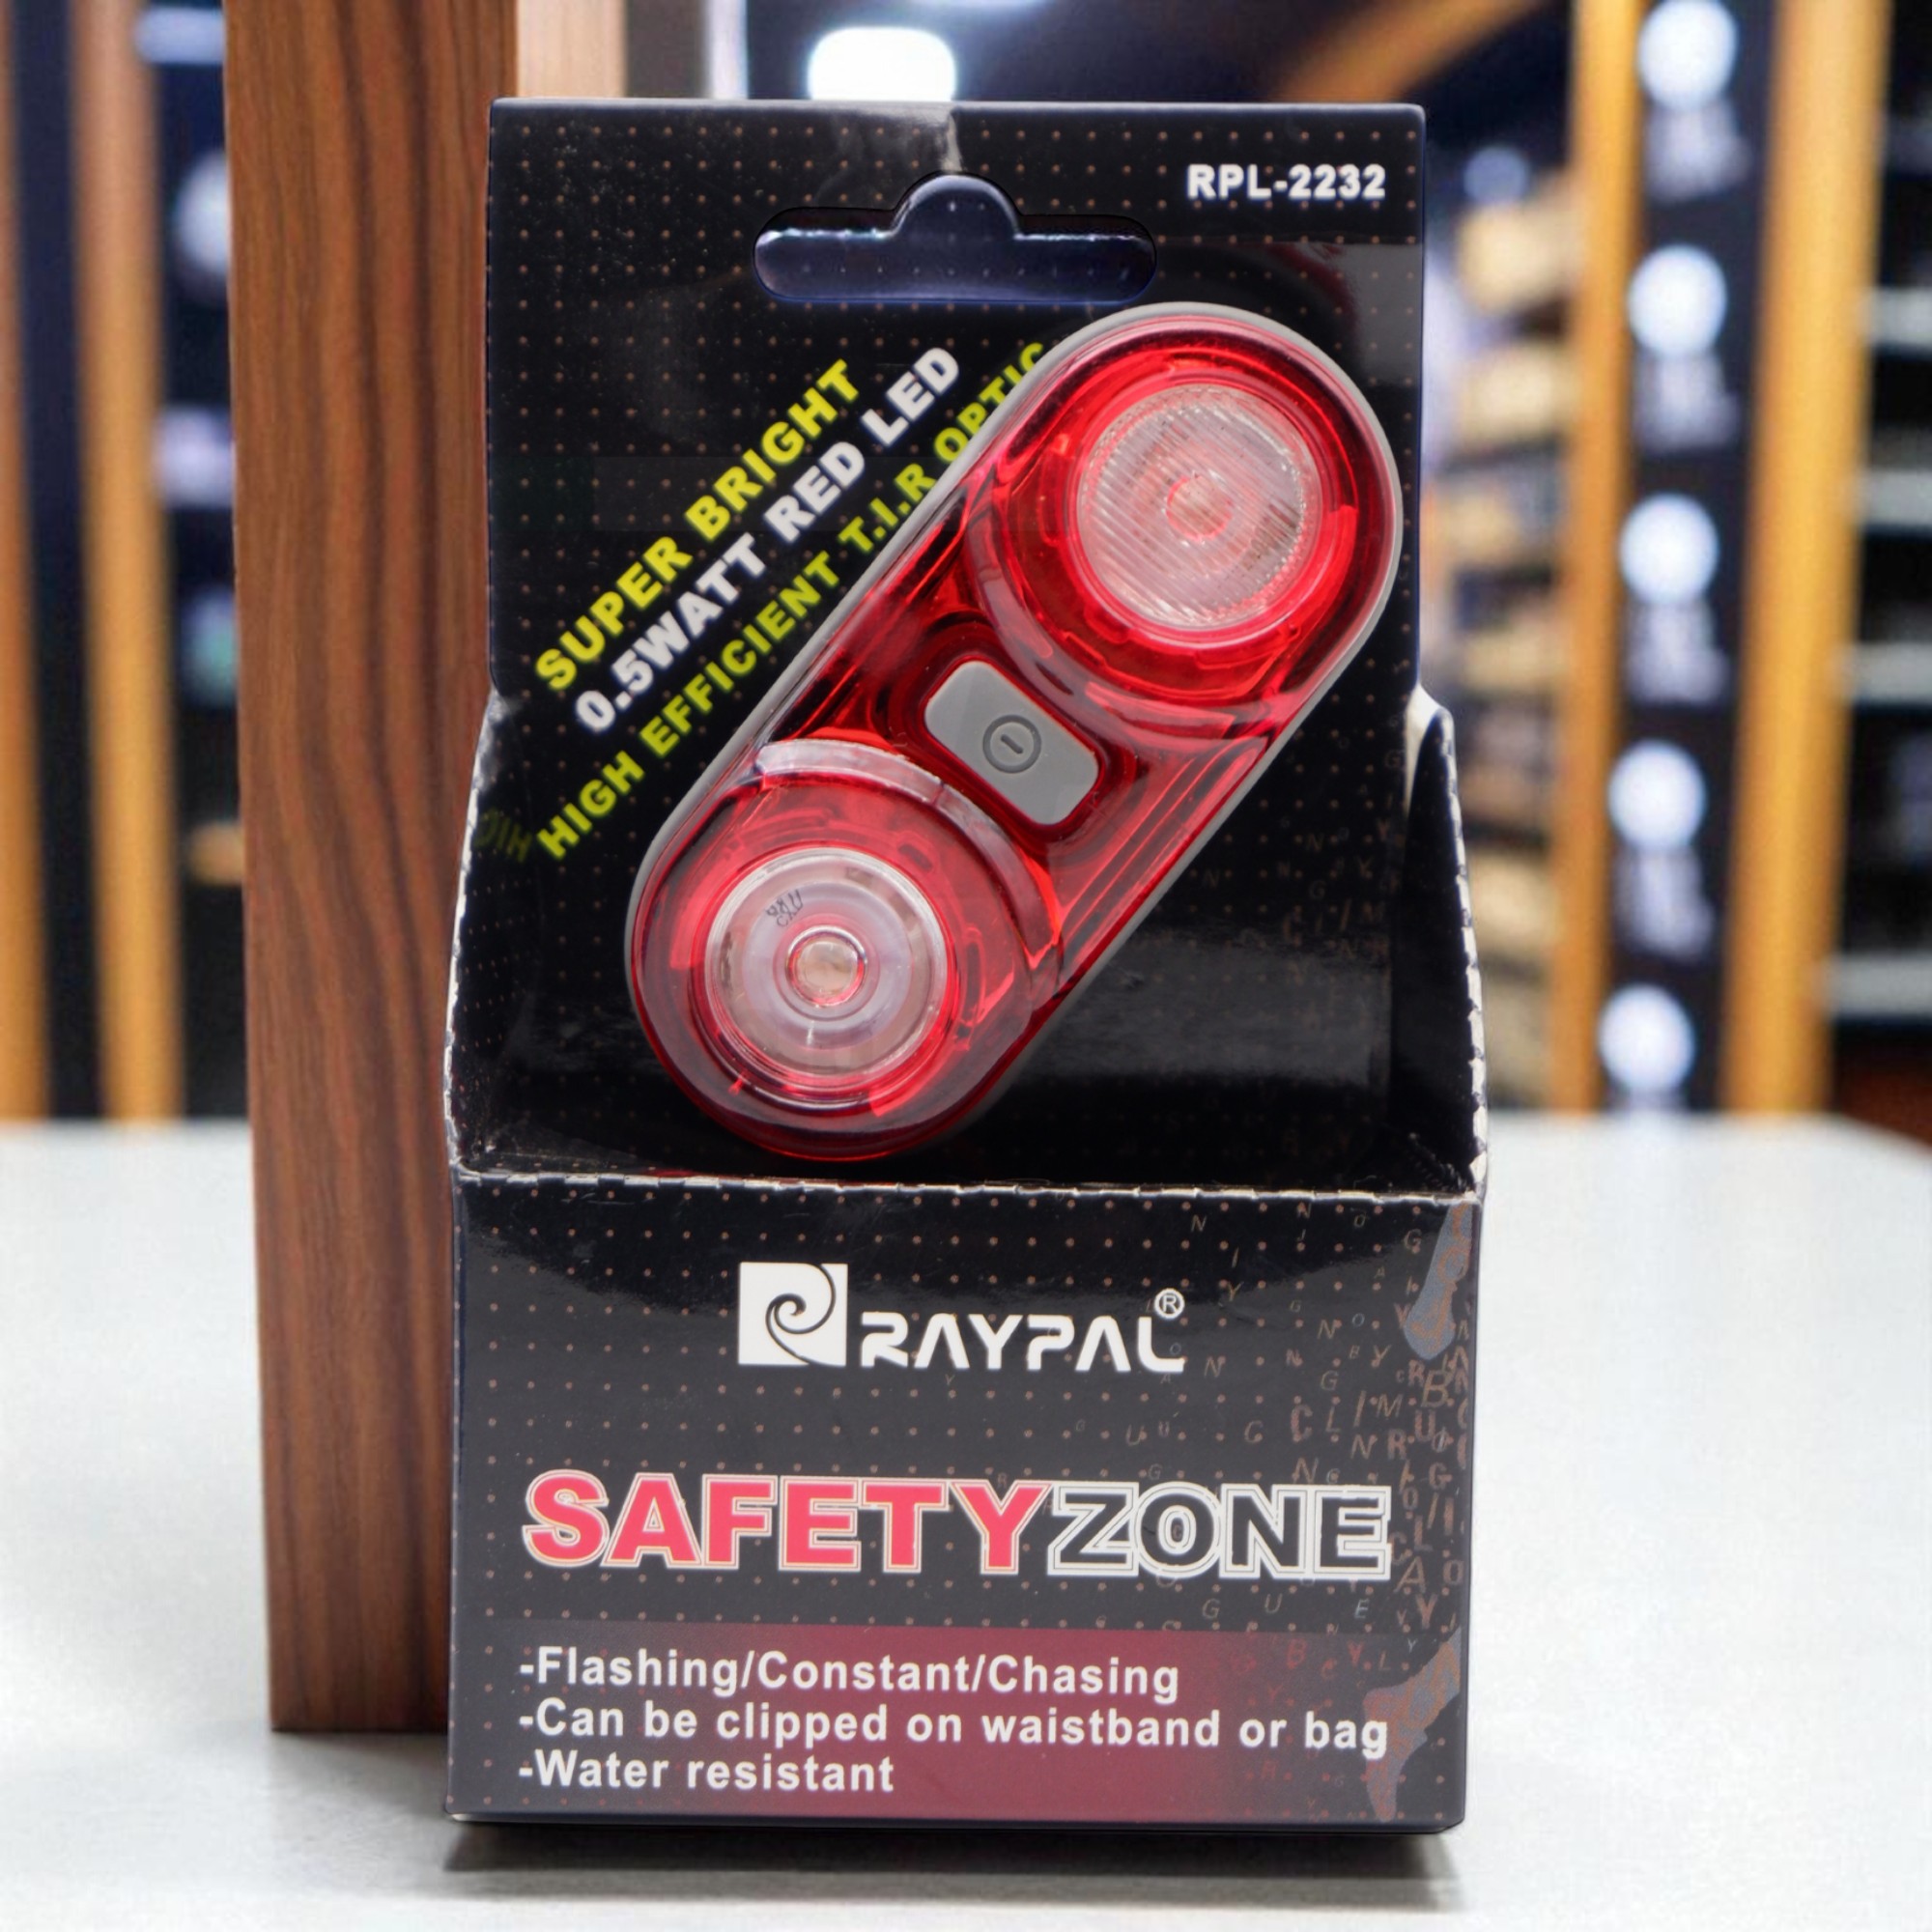 RPL-2232
SUPER BRIGHT
0.5WATT RED LED
HIGH EFFICIENT T.I.R OPTIC
RAYPAL®
SAFETYZONE
-Flashing/Constant/Chasing
-Can be clipped on waistband or bag
-Water resistant